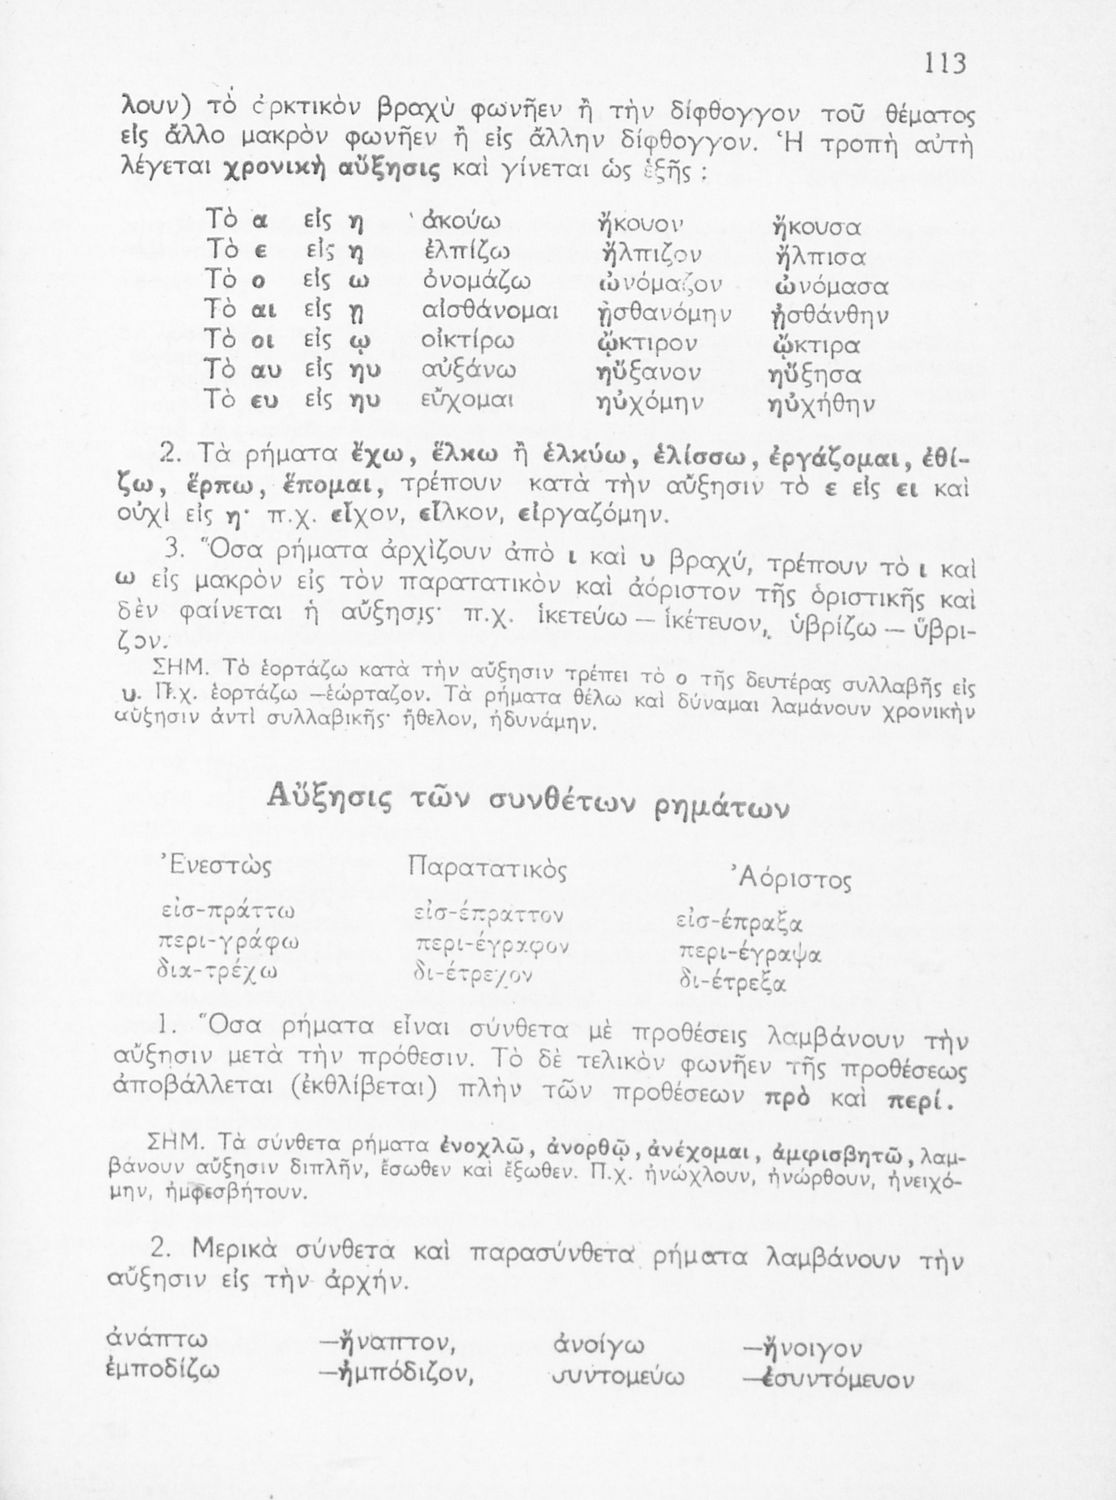 113
λουν) τὸ ἀρκτικὸν βραχὺ φωνῆεν ἢ τὴν δίφθογγον τοῦ θέματος
εἰς ἄλλο μακρὸν φωνῆεν ἢ εἰς ἄλλην δίφθογγον. Ἡ τροπὴ αὐτὴ
λέγεται χρονικὴ αὔξησις καὶ γίνεται ὡς ἑξῆς :
Τὸ α εἰς η ἀκούω ἤκουον ἤκουσα
Τὸ ε εἰς η ἐλπίζω ἤλπιζον ἤλπισα
Τὸ ο εἰς ω ὀνομάζω ὠνόμαζον ὠνόμασα
Τὸ αι εἰς ῃ αἰσθάνομαι ᾐσθανόμην ᾐσθάνθην
Τὸ οι εἰς ῳ οἰκτίρω ᾤκτιρον ᾤκτιρα
Τὸ αυ εἰς ηυ αὐξάνω ηὔξανον ηὔξησα
Τὸ ευ εἰς ηυ εὔχομαι ηὐχόμην ηὐχήθην
2. Τὰ ρήματα ἔχω, ἕλκω ἢ ἑλκύω, ἑλίσσω, ἐργάζομαι, ἐθί-
ζω, ἕρπω, ἕπομαι, τρέπουν κατὰ τὴν αὔξησιν τὸ ε εἰς ει καὶ
οὐχὶ εἰς η· π.χ. εἶχον, εἷλκον, εἰργαζόμην.
3. Ὅσα ρήματα ἀρχίζουν ἀπὸ ι καὶ υ βραχύ, τρέπουν τὸ ι καὶ
ω εἰς μακρὸν εἰς τὸν παρατατικὸν καὶ ἀόριστον τῆς ὁριστικῆς καὶ
δὲν φαίνεται ἡ αὔξησις· π.χ. ἱκετεύω — ἱκέτευον, ὑβρίζω — ὕβρι-
ζον.
ΣΗΜ. Τὸ ἑορτάζω κατὰ τὴν αὔξησιν τρέπει τὸ ο τῆς δευτέρας συλλαβῆς εἰς
υ. Π.χ. ἑορτάζω —ἑώρταζον. Τὰ ρήματα θέλω καὶ δύναμαι λαμάνουν χρονικὴν
αὔξησιν ἀντὶ συλλαβικῆς· ἤθελον, ἠδυνάμην.
Αὔξησις τῶν συνθέτων ρημάτων
Ἐνεστὼς Παρατατικὸς Ἀόριστος
εἰσ-πράττω εἰσ-έπραττον εἰσ-έπραξα
περι-γράφω περι-έγραφον περι-έγραψα
δια-τρέχω δι-έτρεχον δι-έτρεξα
1. Ὅσα ρήματα εἶναι σύνθετα μὲ προθέσεις λαμβάνουν τὴν
αὔξησιν μετὰ τὴν πρόθεσιν. Τὸ δὲ τελικὸν φωνῆεν τῆς προθέσεως
ἀποβάλλεται (ἐκθλίβεται) πλὴν τῶν προθέσεων πρὸ καὶ περί.
ΣΗΜ. Τὰ σύνθετα ρήματα ἐνοχλῶ, ἀνορθῶ, ἀνέχομαι, ἀμφισβητῶ, λαμ-
βάνουν αὔξησιν διπλῆν, ἔσωθεν καὶ ἔξωθεν. Π.χ. ἠνώχλουν, ἠνώρθουν, ἠνειχό-
μην, ἠμφεσβήτουν.
2. Μερικὰ σύνθετα καὶ παρασύνθετα ρήματα λαμβάνουν τὴν
αὔξησιν εἰς τὴν ἀρχήν.
ἀνάπτω —ἤναπτον, ἀνοίγω —ἤνοιγον
ἐμποδίζω —ἠμπόδιζον, συντομεύω —ἐσυντόμευον